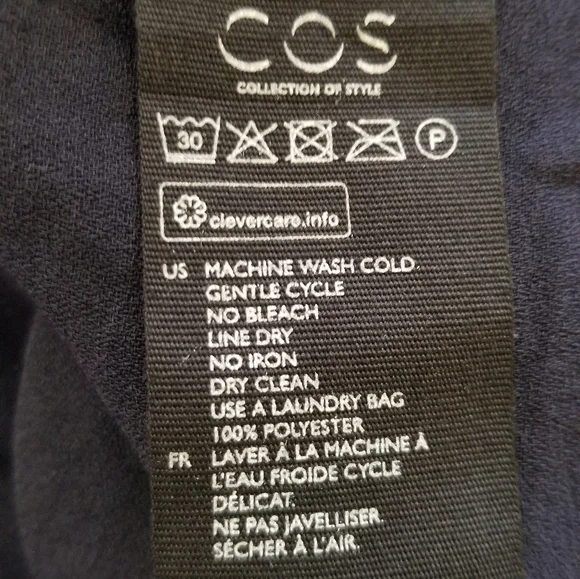 COS
COLLECTION OF STYLE
30 P
clevercare.info
US MACHINE WASH COLD
GENTLE CYCLE
NO BLEACH
LINE DRY
NO IRON
DRY CLEAN
USE A LAUNDRY BAG
100% POLYESTER
FR LAVER À LA MACHINE À
L'EAU FROIDE CYCLE
DÉLICAT.
NE PAS JAVELLISER.
SÉCHER À L'AIR.